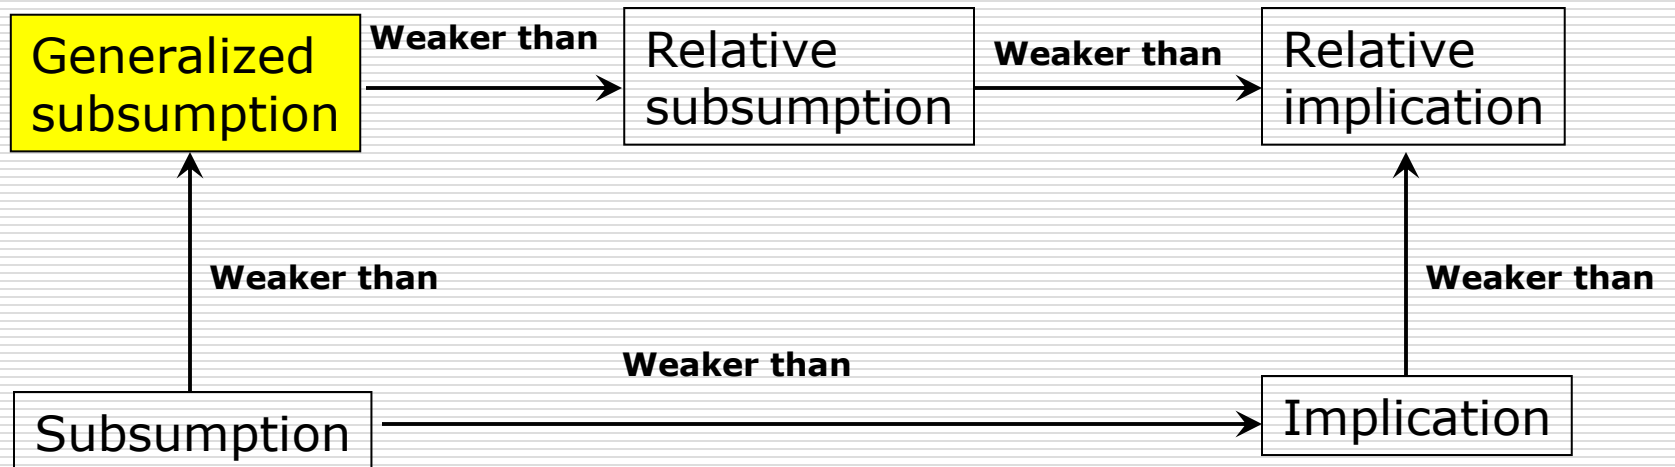 Generalized
subsumption
Weaker than
Relative
subsumption
Weaker than
Relative
implication
Weaker than
Weaker than
Weaker than
Subsumption
Implication